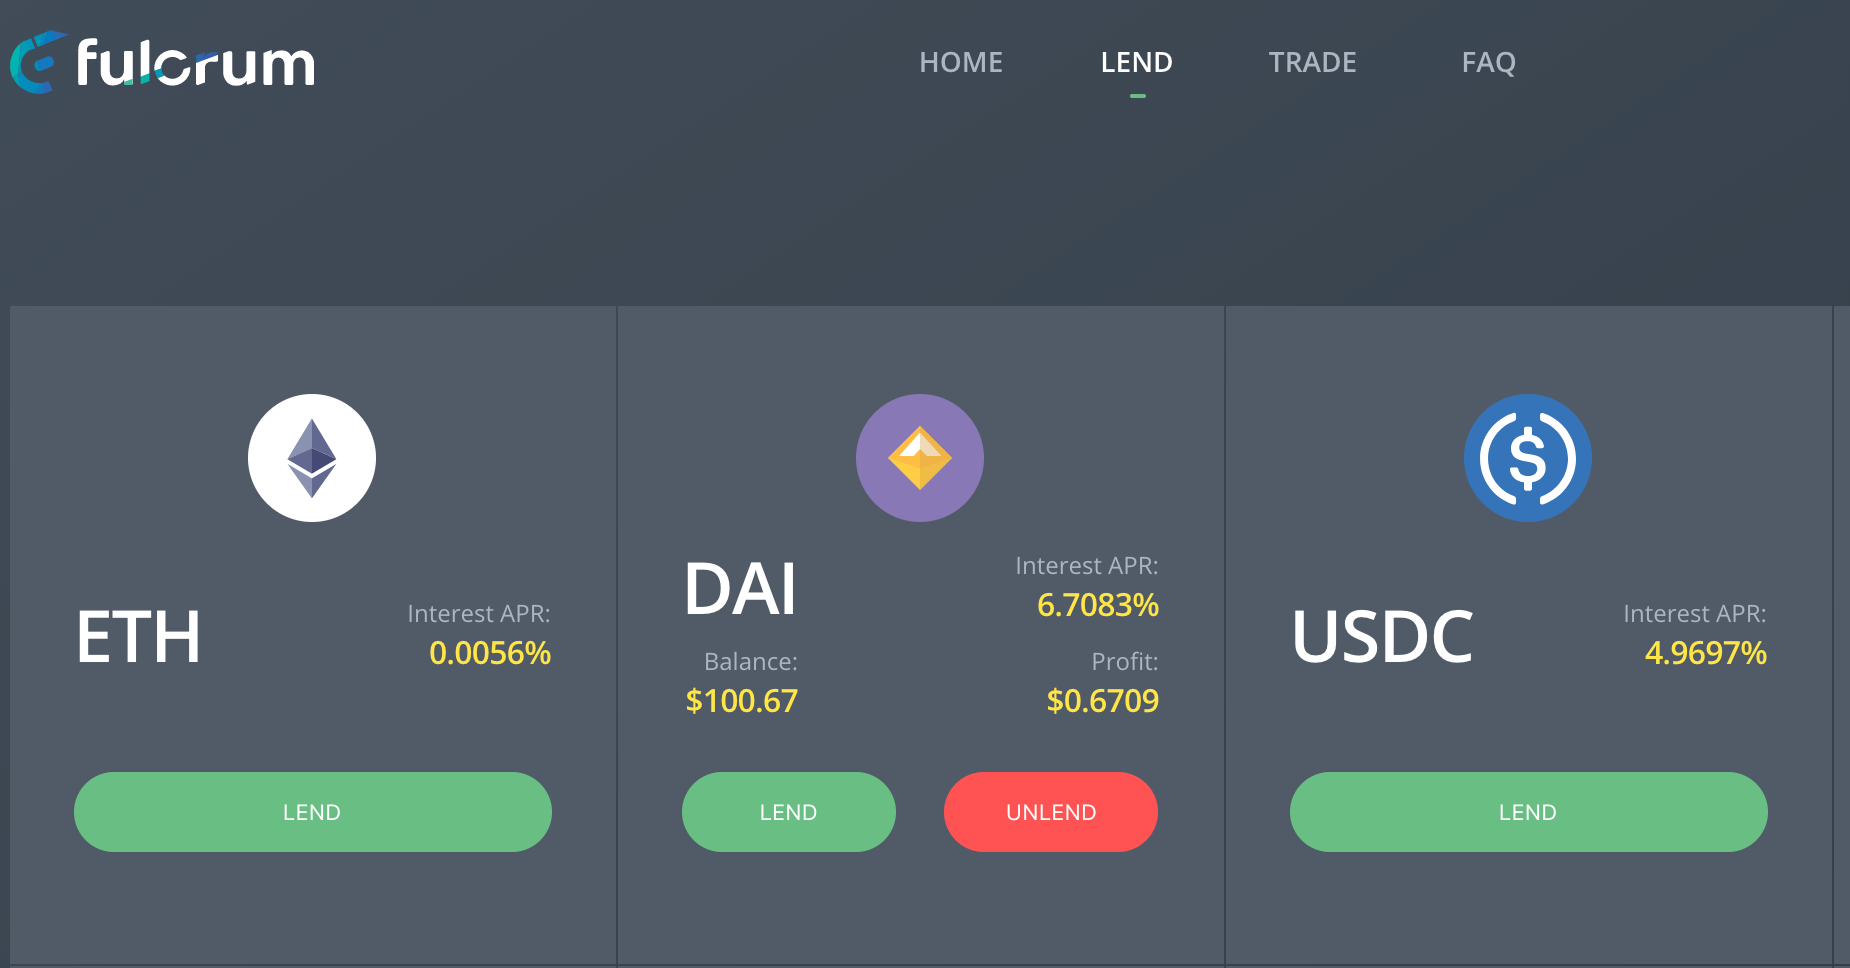 fulcrum
HOME LEND TRADE FAQ
ETH
Interest APR:
0.0056%
LEND
DAI
Interest APR:
6.7083%
Balance:
$100.67
Profit:
$0.6709
LEND
UNLEND
USDC
Interest APR:
4.9697%
LEND